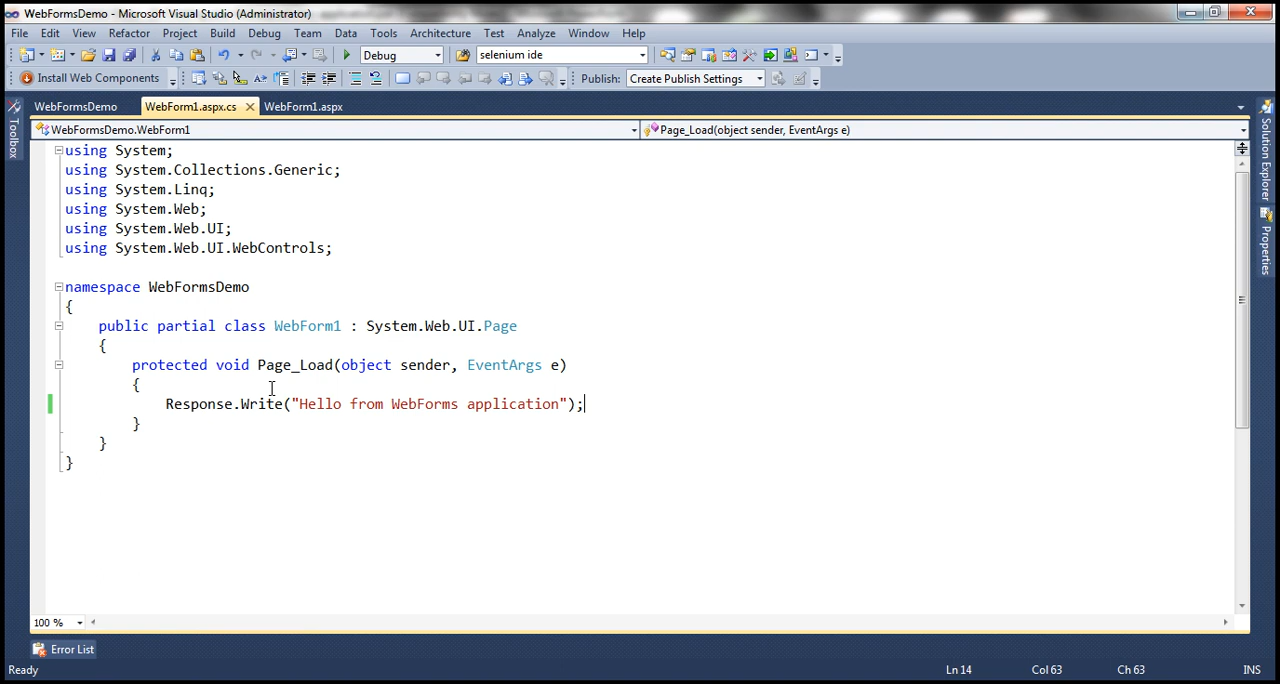 WebFormsDemo - Microsoft Visual Studio (Administrator)
File Edit View Refactor Project Build Debug Team Data Tools Architecture Test Analyze Window Help
Debug selenium ide
Install Web Components Publish: Create Publish Settings
WebFormsDemo WebForm1.aspx.cs WebForm1.aspx
WebFormsDemo.WebForm1 Page_Load(object sender, EventArgs e)
Toolbox
Solution Explorer
Properties
using System;
using System.Collections.Generic;
using System.Linq;
using System.Web;
using System.Web.UI;
using System.Web.UI.WebControls;
namespace WebFormsDemo
{
public partial class WebForm1 : System.Web.UI.Page
{
protected void Page_Load(object sender, EventArgs e)
{
Response.Write("Hello from WebForms application");
}
}
}
100 %
Error List
Ready Ln 14 Col 63 Ch 63 INS